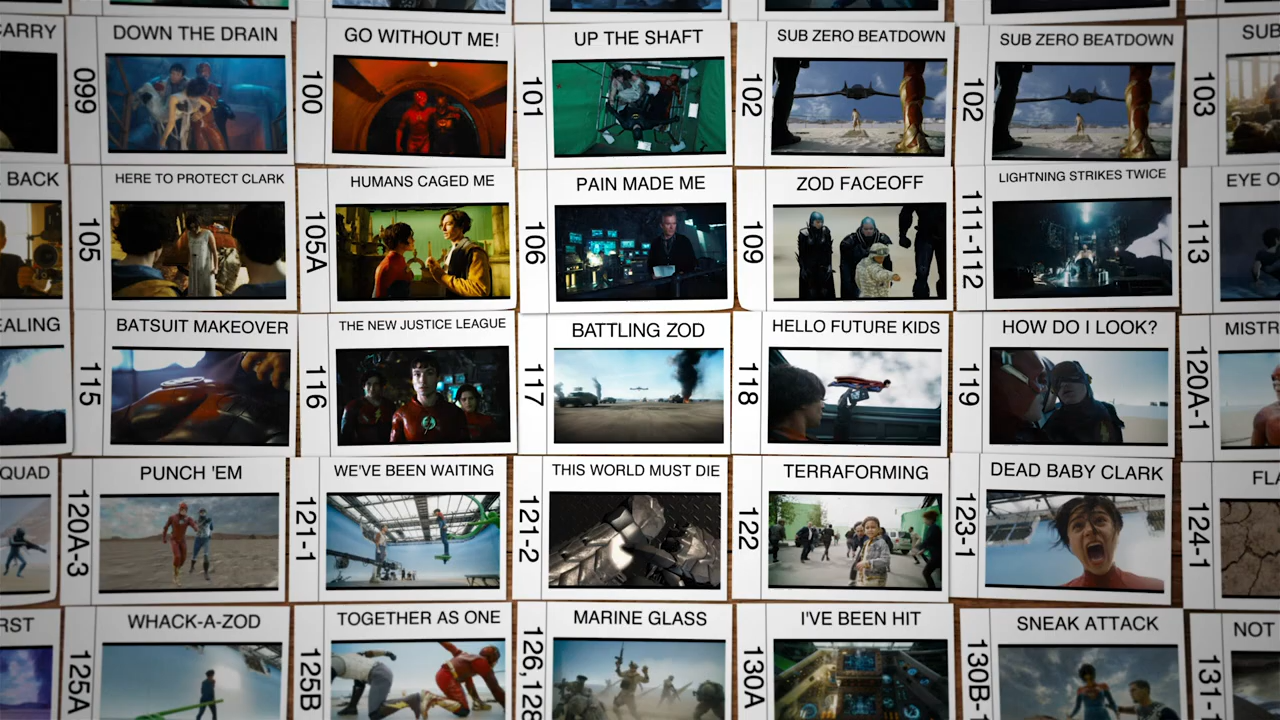 CARRY
099
DOWN THE DRAIN
100
GO WITHOUT ME!
101
UP THE SHAFT
102
SUB ZERO BEATDOWN
102
SUB ZERO BEATDOWN
103
SUB
BACK
105
HERE TO PROTECT CLARK
105A
HUMANS CAGED ME
106
PAIN MADE ME
109
ZOD FACEOFF
111-112
LIGHTNING STRIKES TWICE
113
EYE O
EALING
115
BATSUIT MAKEOVER
116
THE NEW JUSTICE LEAGUE
117
BATTLING ZOD
118
HELLO FUTURE KIDS
119
HOW DO I LOOK?
120A-1
MISTR
QUAD
120A-3
PUNCH 'EM
121-1
WE'VE BEEN WAITING
121-2
THIS WORLD MUST DIE
122
TERRAFORMING
123-1
DEAD BABY CLARK
124-1
FLA
RST
125A
WHACK-A-ZOD
125B
TOGETHER AS ONE
126,128
MARINE GLASS
130A
I'VE BEEN HIT
130B-1
SNEAK ATTACK
131-1
NOT